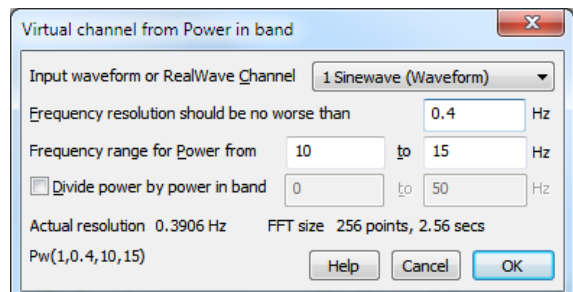 Virtual channel from Power in band
Input waveform or RealWave Channel 1 Sinewave (Waveform)
Frequency resolution should be no worse than 0.4 Hz
Frequency range for Power from 10 to 15 Hz
Divide power by power in band 0 to 50 Hz
Actual resolution 0.3906 Hz FFT size 256 points, 2.56 secs
Pw(1,0.4,10,15) Help Cancel OK